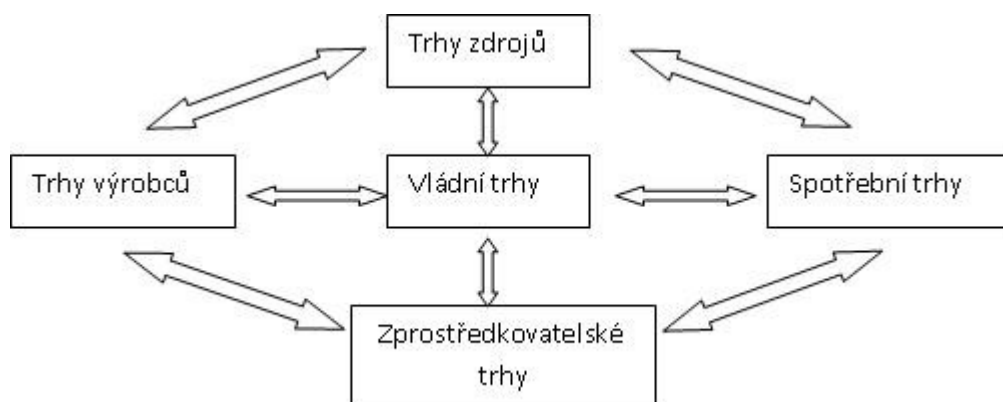 Trhy zdrojů
Trhy výrobců
Vládní trhy
Spotřební trhy
Zprostředkovatelské
trhy